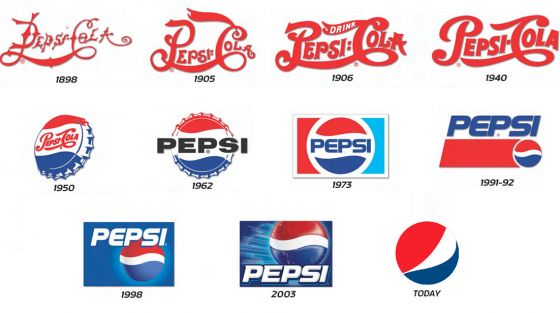 PEPSI-COLA
1898
PEPSI-COLA
1905
DRINK
PEPSI:COLA
1906
PEPSI-COLA
1940
PEPSI-COLA
1950
PEPSI
1962
PEPSI
1973
PEPSI
1991-92
PEPSI
1998
PEPSI
2003
TODAY